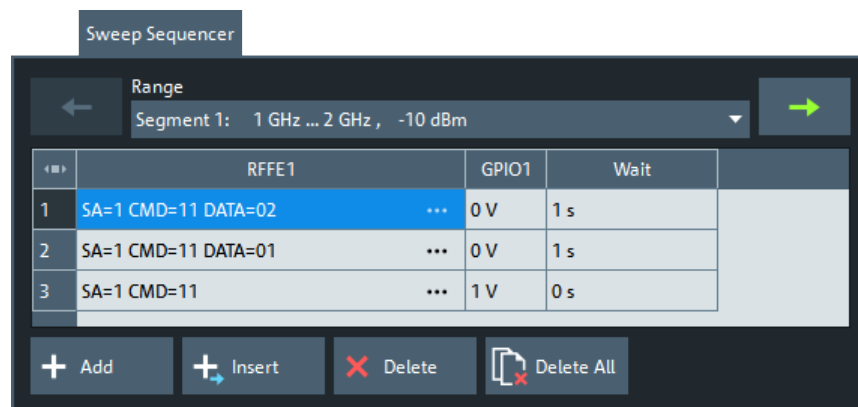 Sweep Sequencer
Range
Segment 1: 1 GHz ... 2 GHz , -10 dBm
RFFE1 GPIO1 Wait
1 SA=1 CMD=11 DATA=02 ... 0 V 1 s
2 SA=1 CMD=11 DATA=01 ... 0 V 1 s
3 SA=1 CMD=11 ... 1 V 0 s
Add Insert Delete Delete All